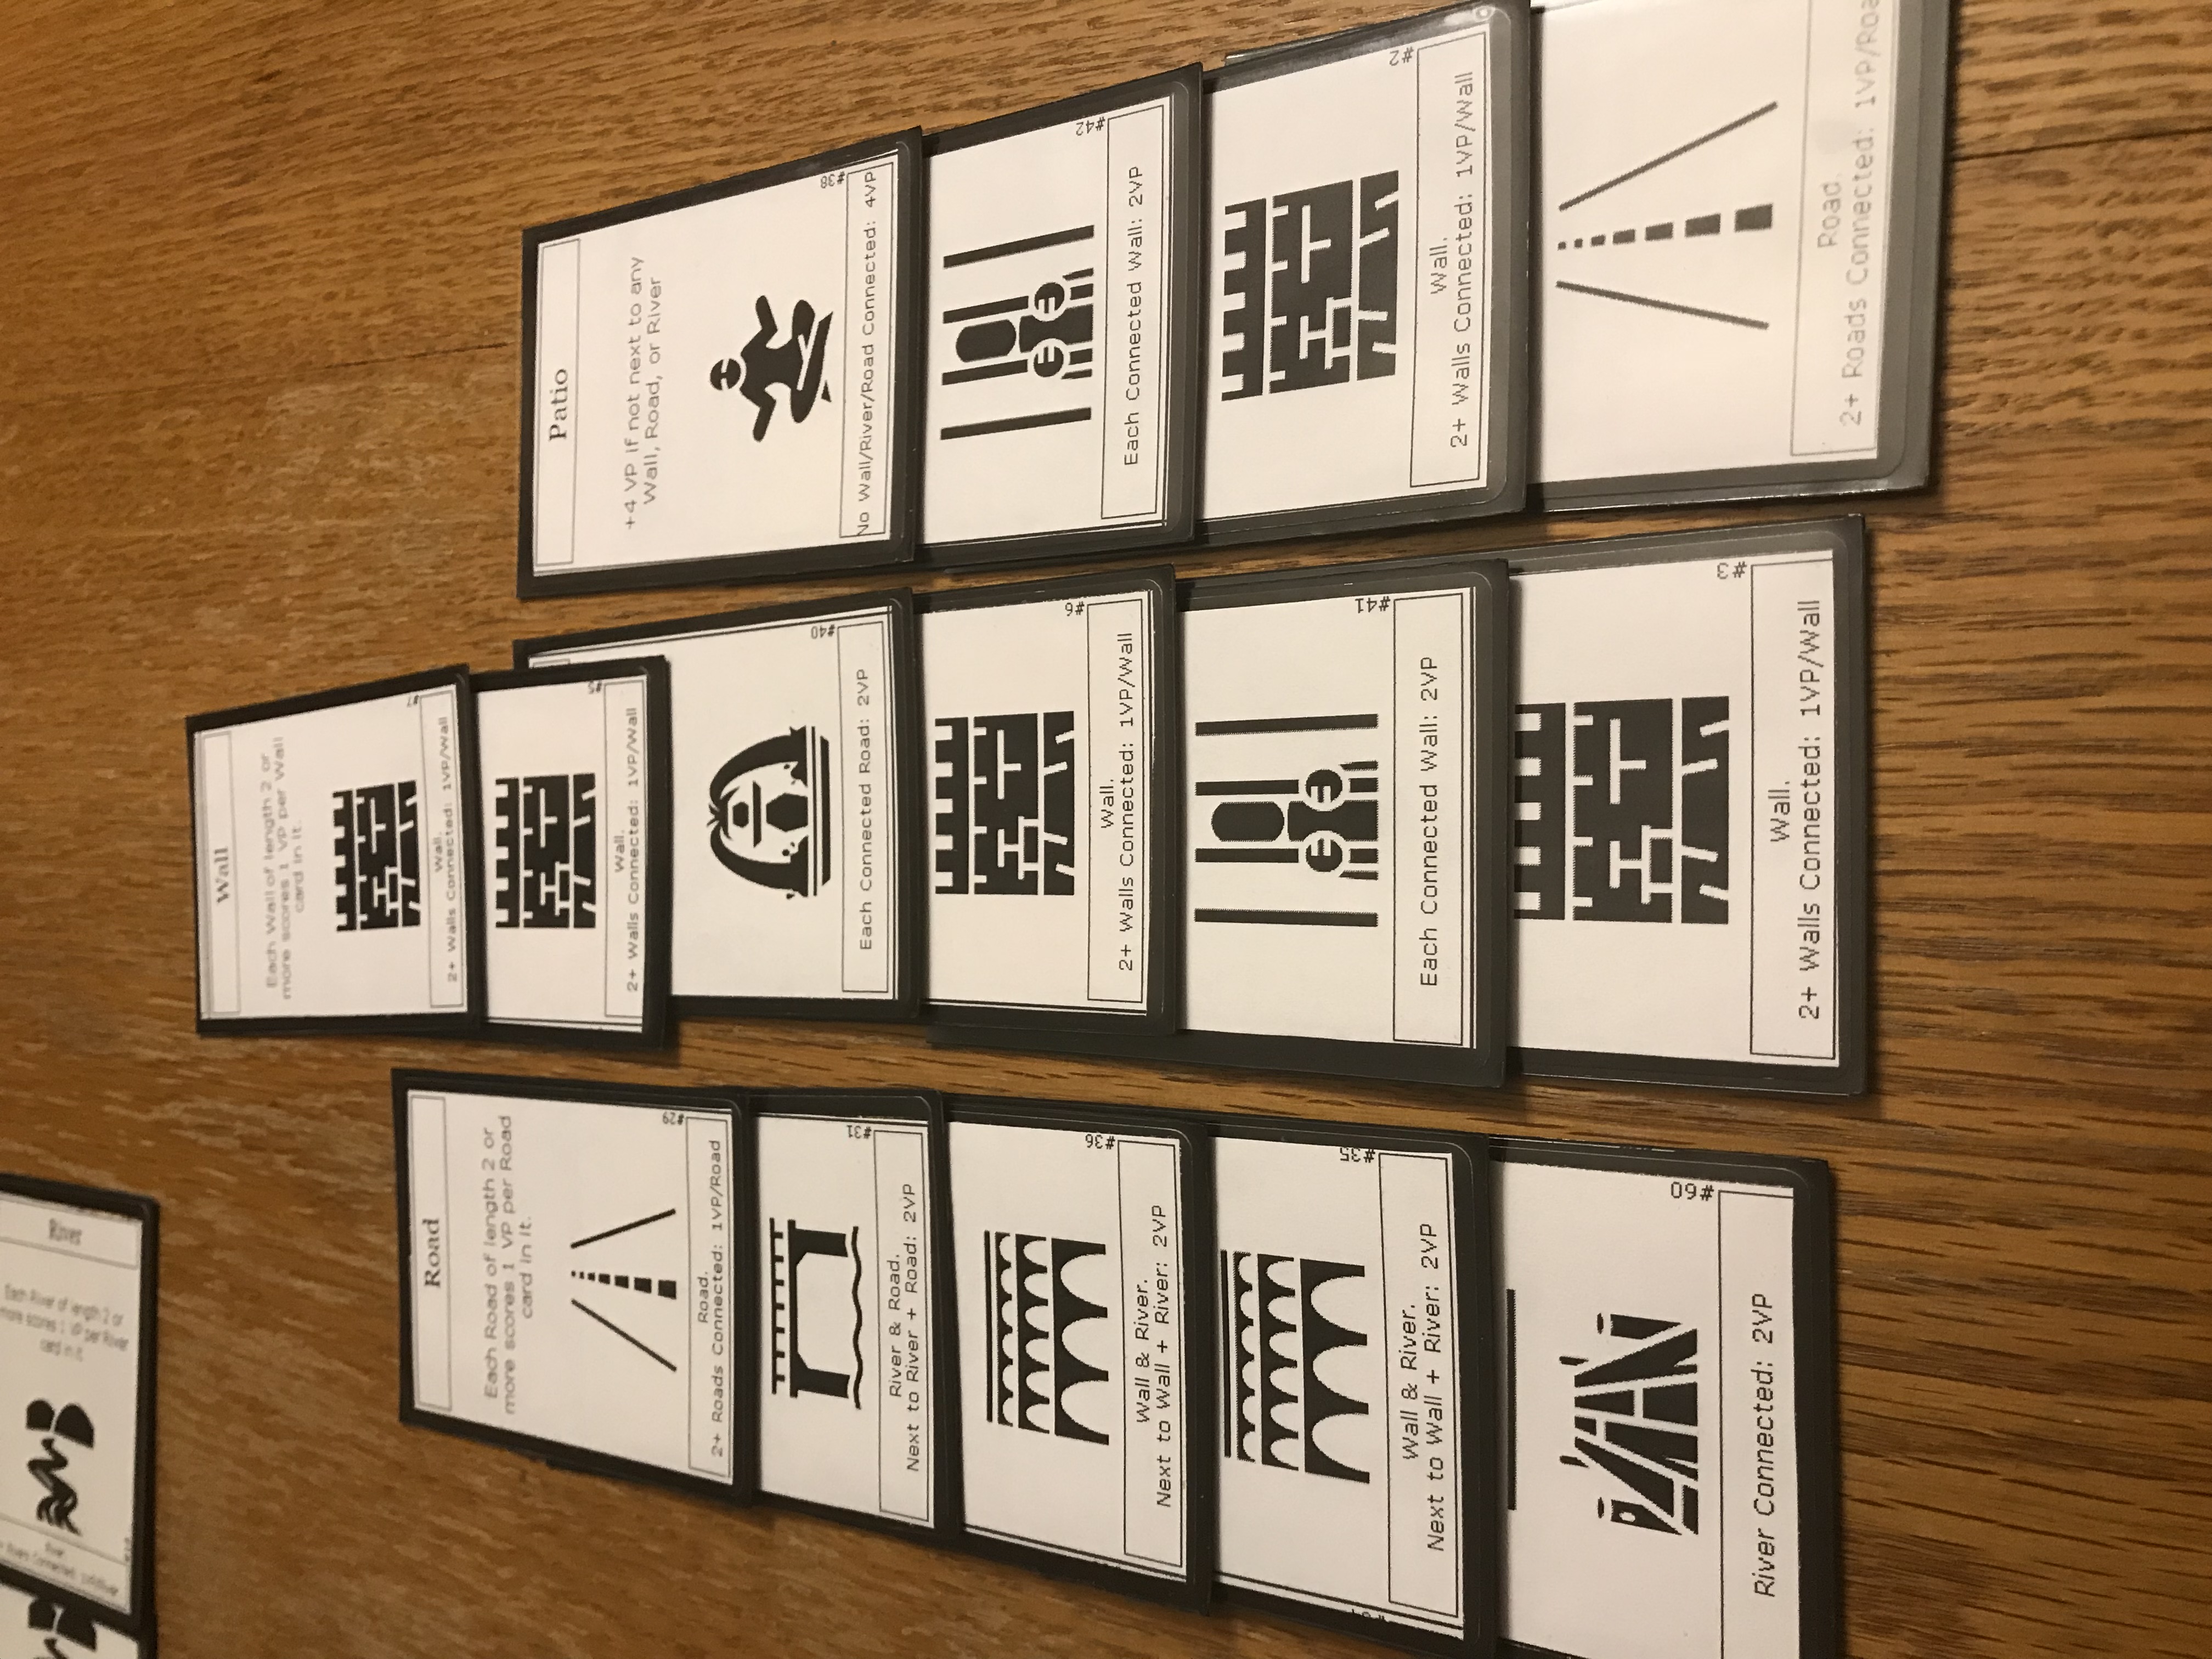 River
Each River of length 2 or
more scores 1 VP per River
card in it.
River.
Wall
Each Wall of length 2 or
more scores 1 VP per Wall
card in it.
#7
Wall.
2+ Walls Connected: 1VP/Wall
#5
Wall.
2+ Walls Connected: 1VP/Wall
#40
Each Connected Road: 2VP
#6
Wall.
2+ Walls Connected: 1VP/Wall
#41
Each Connected Wall: 2VP
#3
Wall.
2+ Walls Connected: 1VP/Wall
Road
Each Road of length 2 or
more scores 1 VP per Road
card in it.
#29
Road.
2+ Roads Connected: 1VP/Road
#31
River & Road.
Next to River + Road: 2VP
#36
Wall & River.
Next to Wall + River: 2VP
#35
Wall & River.
Next to Wall + River: 2VP
#60
River Connected: 2VP
Patio
+4 VP if not next to any
Wall, Road, or River
#38
No Wall/River/Road Connected: 4VP
#42
Each Connected Wall: 2VP
#2
Wall.
2+ Walls Connected: 1VP/Wall
Road.
2+ Roads Connected: 1VP/Roa